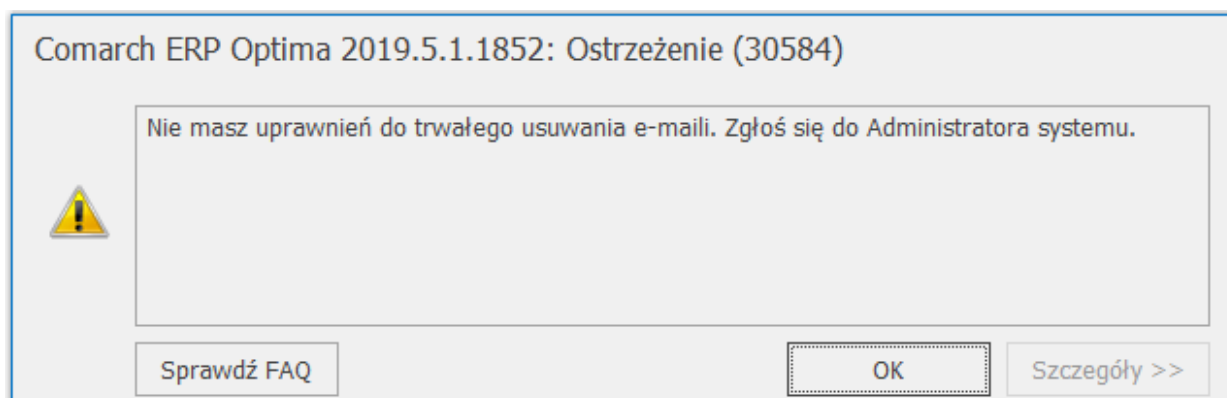 Comarch ERP Optima 2019.5.1.1852: Ostrzeżenie (30584)
Nie masz uprawnień do trwałego usuwania e-maili. Zgłoś się do Administratora systemu.
Sprawdź FAQ
OK
Szczegóły >>